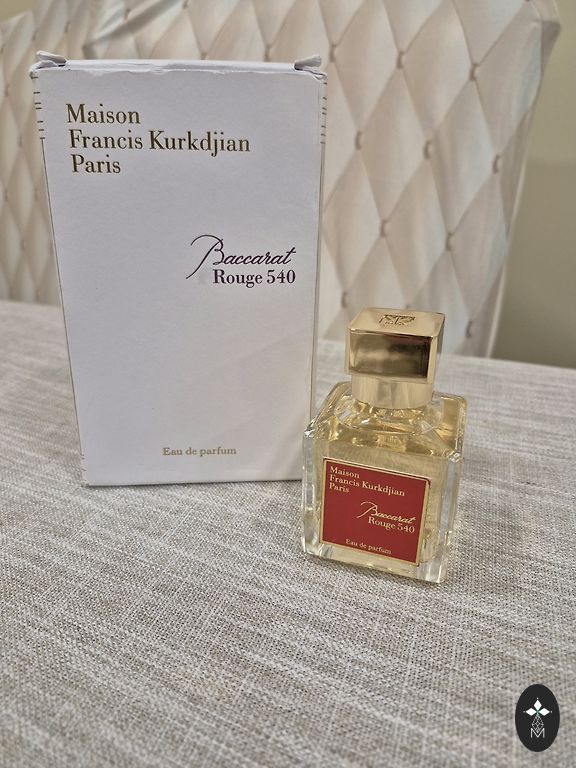 Maison
Francis Kurkdjian
Paris
Baccarat
Rouge 540
Eau de parfum
Maison
Francis Kurkdjian
Paris
Baccarat
Rouge 540
Eau de parfum
M